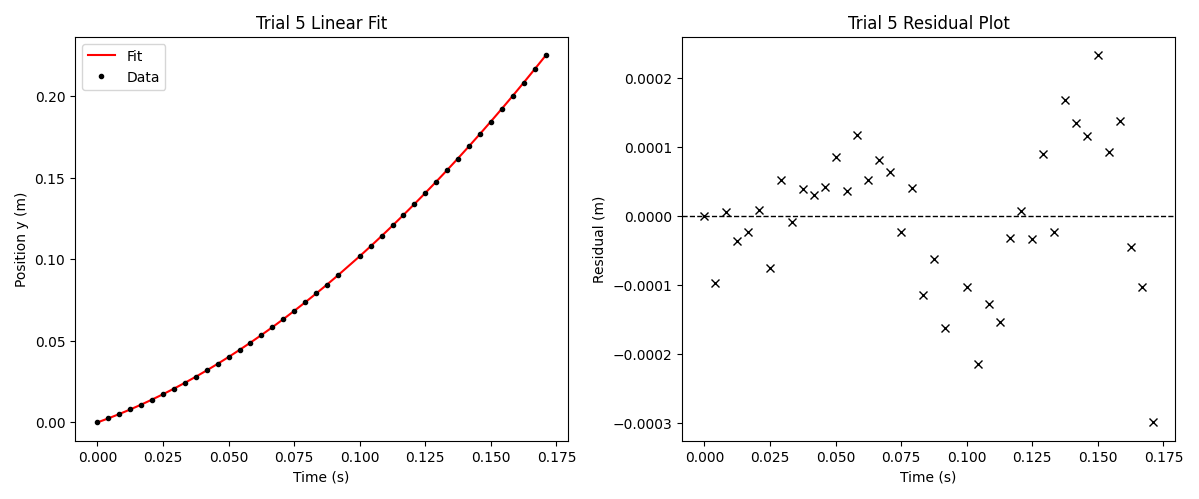 Trial 5 Linear Fit
Fit
Data
0.20
0.15
0.10
0.05
0.00
Position y (m)
0.000 0.025 0.050 0.075 0.100 0.125 0.150 0.175
Time (s)
Trial 5 Residual Plot
0.0002
0.0001
0.0000
−0.0001
−0.0002
−0.0003
Residual (m)
0.000 0.025 0.050 0.075 0.100 0.125 0.150 0.175
Time (s)